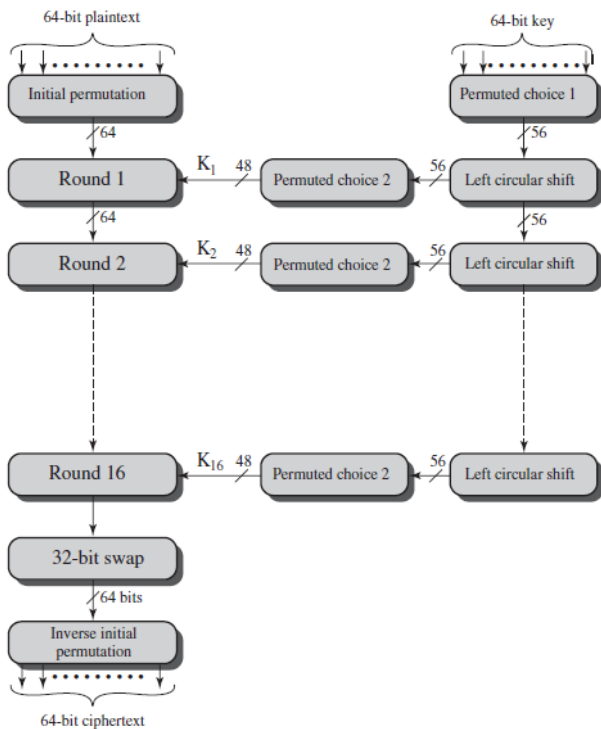 64-bit plaintext
64-bit key
Initial permutation
Permuted choice 1
64
56
Round 1
K1
48
Permuted choice 2
56
Left circular shift
64
56
Round 2
K2
48
Permuted choice 2
56
Left circular shift
Round 16
K16
48
Permuted choice 2
56
Left circular shift
32-bit swap
64 bits
Inverse initial
permutation
64-bit ciphertext